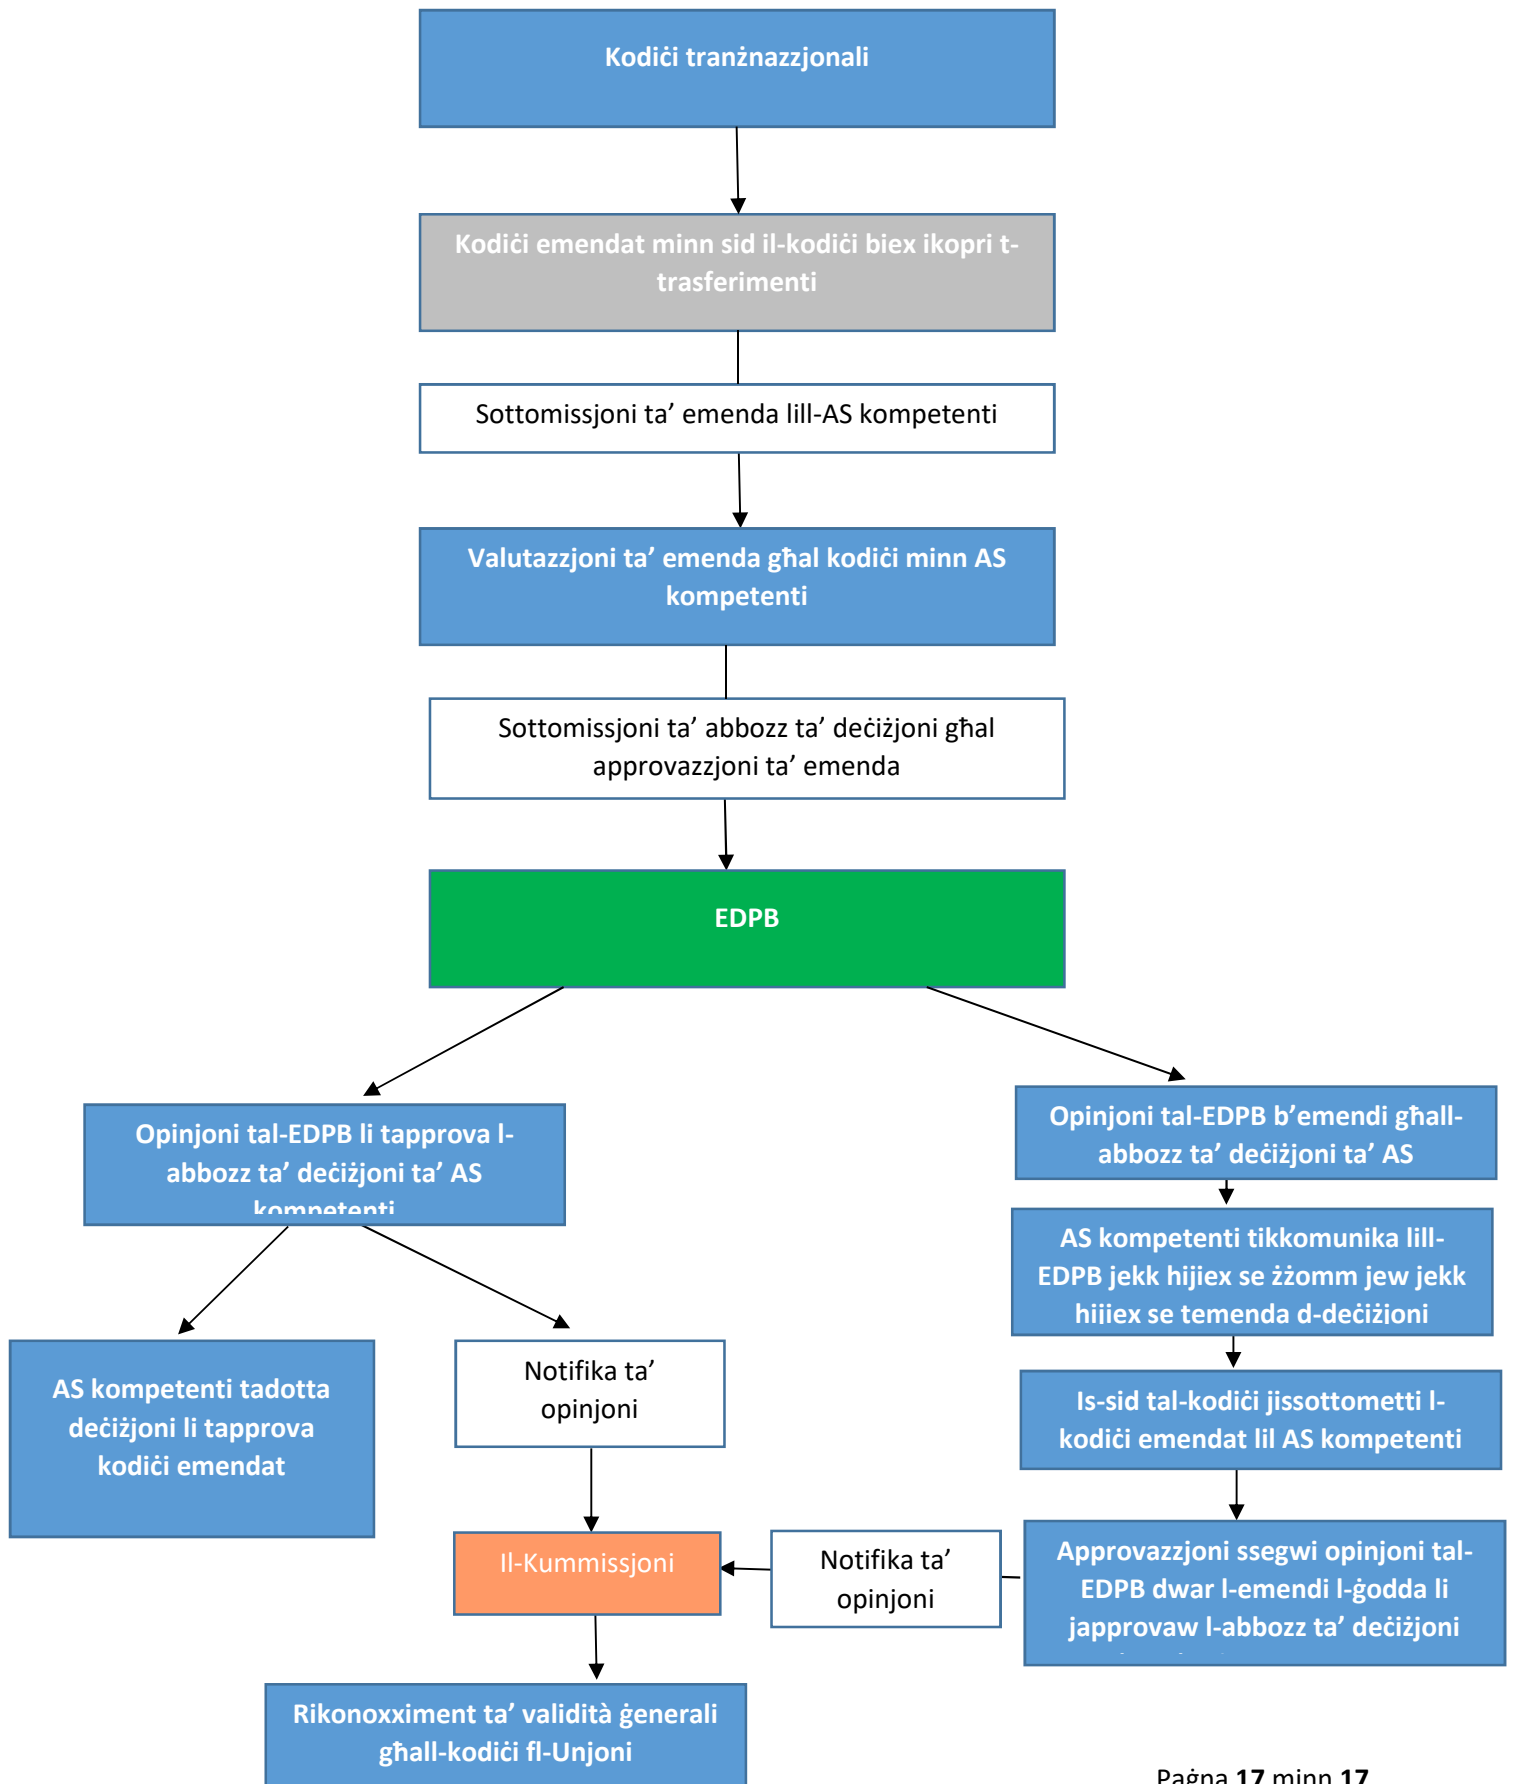 Kodiċi tranżnazzjonali
Kodiċi emendat minn sid il-kodiċi biex ikopri t-
trasferimenti
Sottomissjoni ta’ emenda lill-AS kompetenti
Valutazzjoni ta’ emenda għal kodiċi minn AS
kompetenti
Sottomissjoni ta’ abbozz ta’ deċiżjoni għal
approvazzjoni ta’ emenda
EDPB
Opinjoni tal-EDPB li tapprova l-
abbozz ta’ deċiżjoni ta’ AS
kompetenti
Opinjoni tal-EDPB b’emendi għall-
abbozz ta’ deċiżjoni ta’ AS
AS kompetenti tikkomunika lill-
EDPB jekk hijiex se żżomm jew jekk
hijiex se temenda d-deċiżjoni
AS kompetenti tadotta
deċiżjoni li tapprova
kodiċi emendat
Notifika ta’
opinjoni
Is-sid tal-kodiċi jissottometti l-
kodiċi emendat lil AS kompetenti
Il-Kummissjoni
Notifika ta’
opinjoni
Approvazzjoni ssegwi opinjoni tal-
EDPB dwar l-emendi l-ġodda li
japprovaw l-abbozz ta’ deċiżjoni
Rikonoxximent ta’ validità ġenerali
għall-kodiċi fl-Unjoni
Paġna 17 minn 17